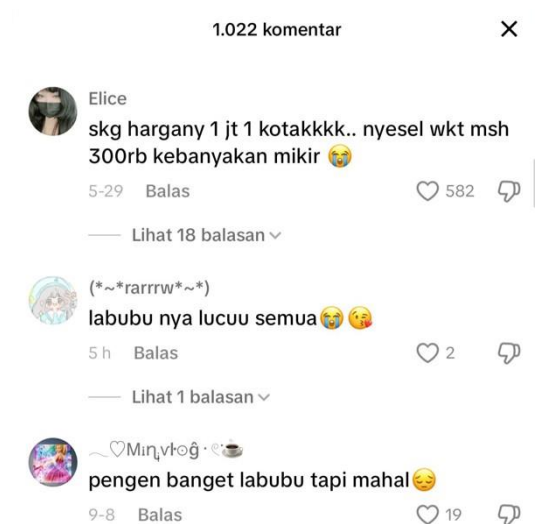 1.022 komentar
Elice
skg hargany 1 jt 1 kotakkkk.. nyesel wkt msh
300rb kebanyakan mikir 😭
5-29 Balas 582
Lihat 18 balasan
(*~*rarrrw*~*)
labubu nya lucuu semua😭😘
5 h Balas 2
Lihat 1 balasan
pengen banget labubu tapi mahal😔
9-8 Balas 19